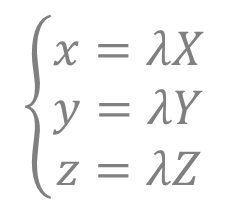 x = λX
y = λY
z = λZ